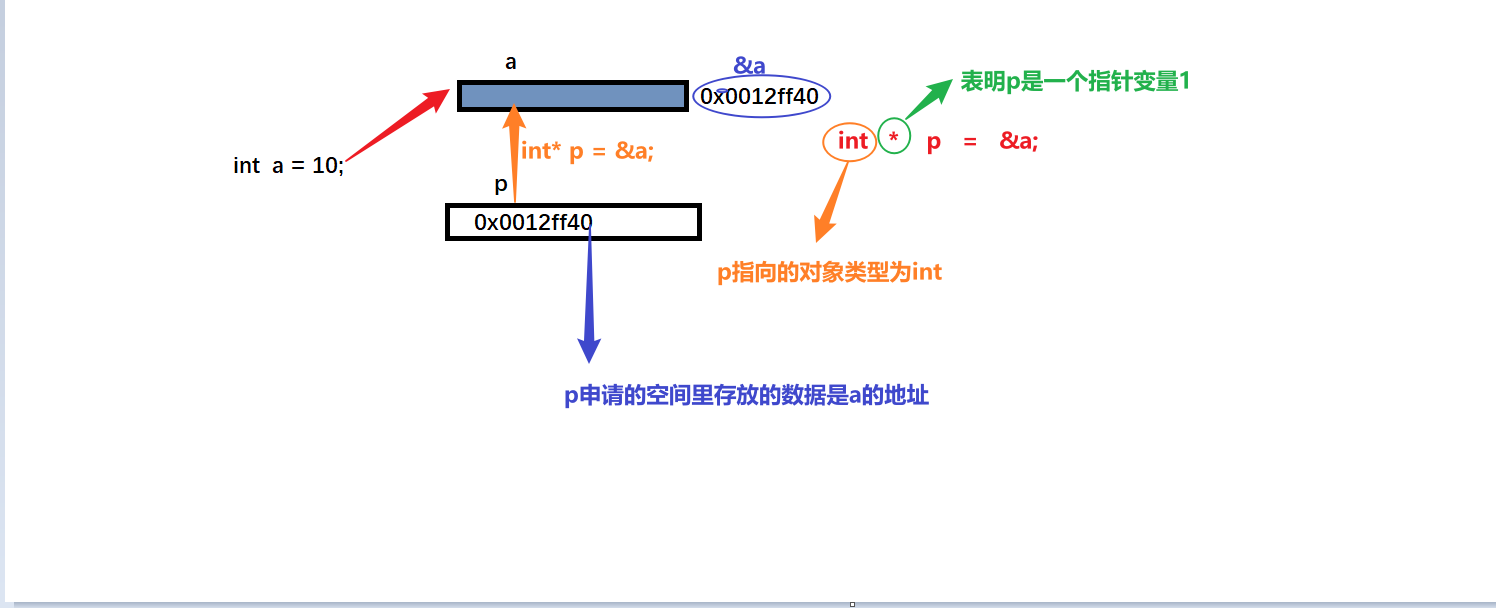 a
&a
0x0012ff40
表明p是一个指针变量1
int * p = &a;
int a = 10;
int* p = &a;
p
0x0012ff40
p指向的对象类型为int
p申请的空间里存放的数据是a的地址